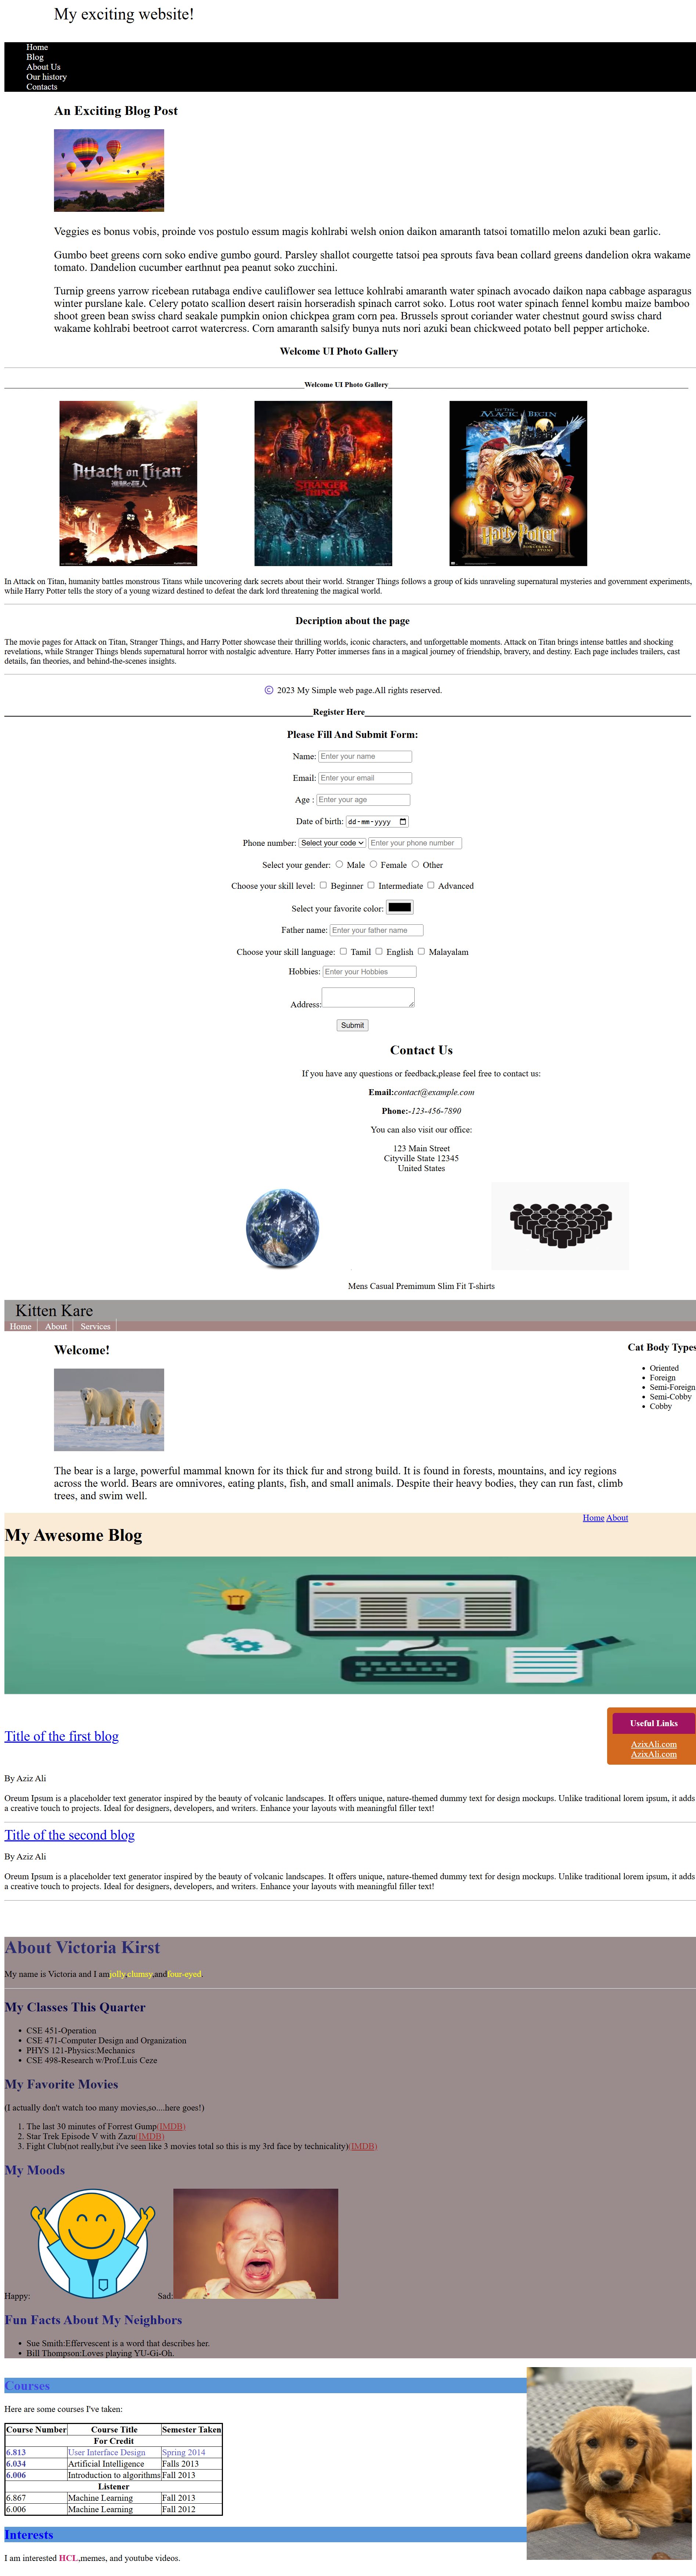 My exciting website!
Home
Blog
About Us
Our history
Contacts
An Exciting Blog Post
Veggies es bonus vobis, proinde vos postulo essum magis kohlrabi welsh onion daikon amaranth tatsoi tomatillo melon azuki bean garlic.
Gumbo beet greens corn soko endive gumbo gourd. Parsley shallot courgette tatsoi pea sprouts fava bean collard greens dandelion okra wakame
tomato. Dandelion cucumber earthnut pea peanut soko zucchini.
Turnip greens yarrow ricebean rutabaga endive cauliflower sea lettuce kohlrabi amaranth water spinach avocado daikon napa cabbage asparagus
winter purslane kale. Celery potato scallion desert raisin horseradish spinach carrot soko. Lotus root water spinach fennel kombu maize bamboo
shoot green bean swiss chard seakale pumpkin onion chickpea gram corn pea. Brussels sprout coriander water chestnut gourd swiss chard
wakame kohlrabi beetroot carrot watercress. Corn amaranth salsify bunya nuts nori azuki bean chickweed potato bell pepper artichoke.
Welcome UI Photo Gallery
Welcome UI Photo Gallery
Attack on Titan
進撃の巨人
STRANGER
THINGS
LET THE
MAGIC BEGIN
Harry Potter
In Attack on Titan, humanity battles monstrous Titans while uncovering dark secrets about their world. Stranger Things follows a group of kids unraveling supernatural mysteries and government experiments,
while Harry Potter tells the story of a young wizard destined to defeat the dark lord threatening the magical world.
Decription about the page
The movie pages for Attack on Titan, Stranger Things, and Harry Potter showcase their thrilling worlds, iconic characters, and unforgettable moments. Attack on Titan brings intense battles and shocking
revelations, while Stranger Things blends supernatural horror with nostalgic adventure. Harry Potter immerses fans in a magical journey of friendship, bravery, and destiny. Each page includes trailers, cast
details, fan theories, and behind-the-scenes insights.
© 2023 My Simple web page.All rights reserved.
Register Here
Please Fill And Submit Form:
Name: Enter your name
Email: Enter your email
Age : Enter your age
Date of birth: dd-mm-yyyy
Phone number: Select your code Enter your phone number
Select your gender: Male Female Other
Choose your skill level: Beginner Intermediate Advanced
Select your favorite color:
Father name: Enter your father name
Choose your skill language: Tamil English Malayalam
Hobbies: Enter your Hobbies
Address:
Submit
Contact Us
If you have any questions or feedback,please feel free to contact us:
Email:contact@example.com
Phone:-123-456-7890
You can also visit our office:
123 Main Street
Cityville State 12345
United States
Mens Casual Premimum Slim Fit T-shirts
Kitten Kare
Home About Services
Welcome!
Cat Body Types
Oriented
Foreign
Semi-Foreign
Semi-Cobby
Cobby
The bear is a large, powerful mammal known for its thick fur and strong build. It is found in forests, mountains, and icy regions
across the world. Bears are omnivores, eating plants, fish, and small animals. Despite their heavy bodies, they can run fast, climb
trees, and swim well.
Home About
My Awesome Blog
Title of the first blog
Useful Links
AzixAli.com
AzixAli.com
By Aziz Ali
Oreum Ipsum is a placeholder text generator inspired by the beauty of volcanic landscapes. It offers unique, nature-themed dummy text for design mockups. Unlike traditional lorem ipsum, it adds
a creative touch to projects. Ideal for designers, developers, and writers. Enhance your layouts with meaningful filler text!
Title of the second blog
By Aziz Ali
Oreum Ipsum is a placeholder text generator inspired by the beauty of volcanic landscapes. It offers unique, nature-themed dummy text for design mockups. Unlike traditional lorem ipsum, it adds
a creative touch to projects. Ideal for designers, developers, and writers. Enhance your layouts with meaningful filler text!
About Victoria Kirst
My name is Victoria and I am jolly,clumsy,and four-eyed.
My Classes This Quarter
CSE 451-Operation
CSE 471-Computer Design and Organization
PHYS 121-Physics:Mechanics
CSE 498-Research w/Prof.Luis Ceze
My Favorite Movies
(I actually don't watch too many movies,so....here goes!)
1. The last 30 minutes of Forrest Gump(IMDB)
2. Star Trek Episode V with Zazu(IMDB)
3. Fight Club(not really,but i've seen like 3 movies total so this is my 3rd face by technicality)(IMDB)
My Moods
Happy: Sad:
Fun Facts About My Neighbors
Sue Smith:Effervescent is a word that describes her.
Bill Thompson:Loves playing YU-Gi-Oh.
Courses
Here are some courses I've taken:
Course Number Course Title Semester Taken
For Credit
6.813 User Interface Design Spring 2014
6.034 Artificial Intelligence Falls 2013
6.006 Introduction to algorithms Fall 2013
Listener
6.867 Machine Learning Fall 2013
6.006 Machine Learning Fall 2012
Interests
I am interested HCL,memes, and youtube videos.